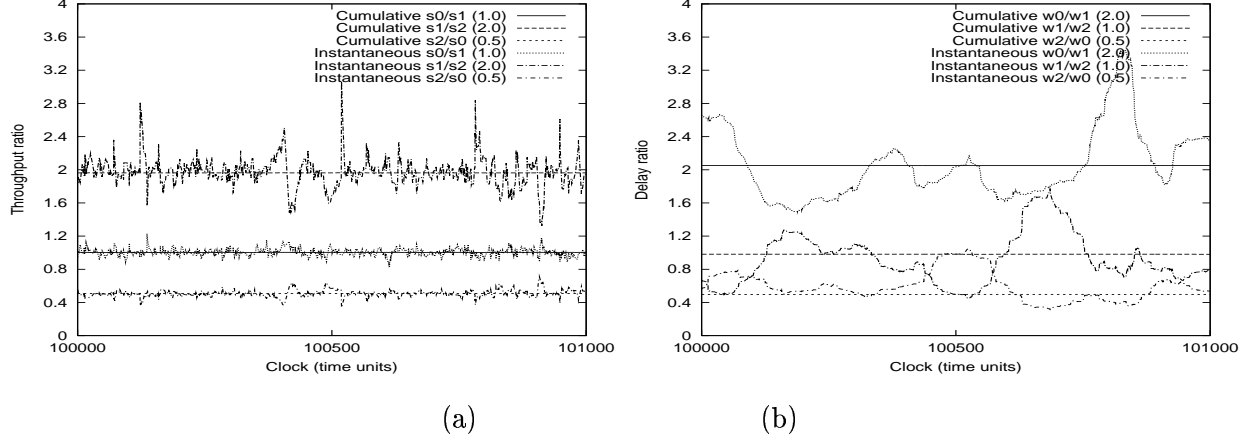 4
3.6
3.2
2.8
2.4
2
1.6
1.2
0.8
0.4
0
Throughput ratio
Cumulative s0/s1 (1.0)
Cumulative s1/s2 (2.0)
Cumulative s2/s0 (0.5)
Instantaneous s0/s1 (1.0)
Instantaneous s1/s2 (2.0)
Instantaneous s2/s0 (0.5)
100000 100500 101000
Clock (time units)
(a)
4
3.6
3.2
2.8
2.4
2
1.6
1.2
0.8
0.4
0
Delay ratio
Cumulative w0/w1 (2.0)
Cumulative w1/w2 (1.0)
Cumulative w2/w0 (0.5)
Instantaneous w0/w1 (2.0)
Instantaneous w1/w2 (1.0)
Instantaneous w2/w0 (0.5)
100000 100500 101000
Clock (time units)
(b)